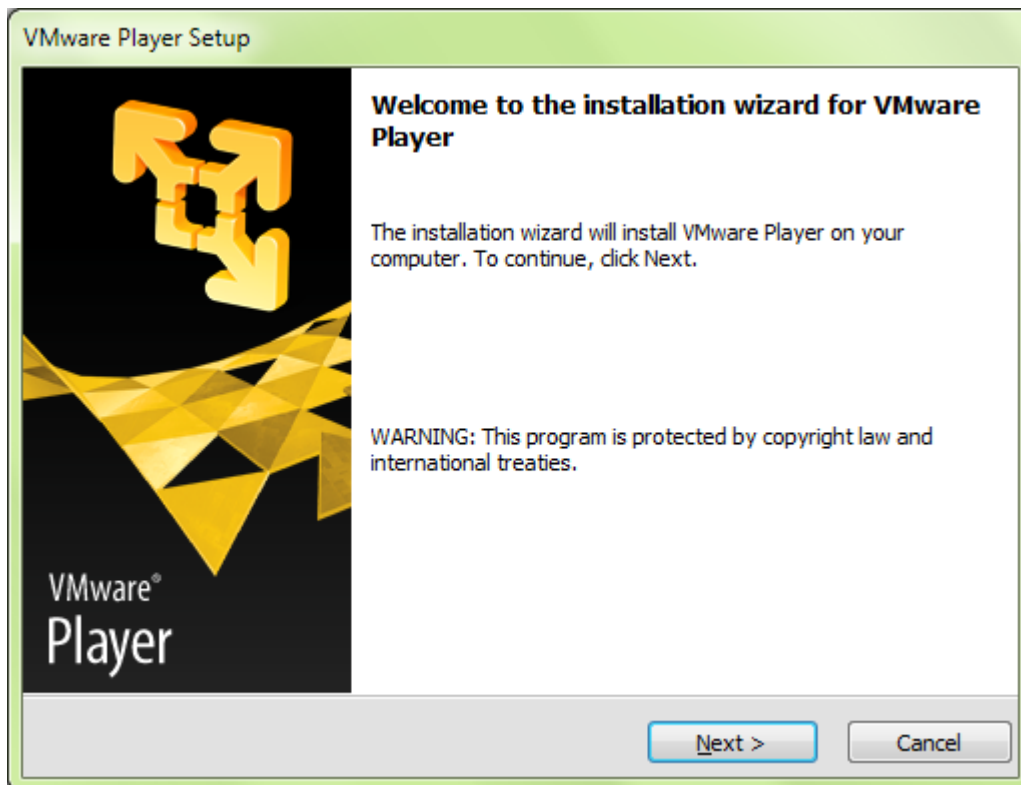 VMware Player Setup
Welcome to the installation wizard for VMware
Player
The installation wizard will install VMware Player on your
computer. To continue, click Next.
WARNING: This program is protected by copyright law and
international treaties.
VMware®
Player
Next >
Cancel